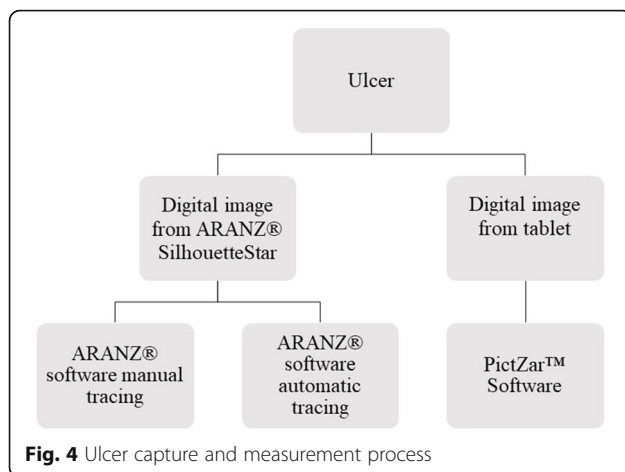 Ulcer
Digital image
from ARANZ®
SilhouetteStar
Digital image
from tablet
ARANZ®
software manual
tracing
ARANZ®
software
automatic
tracing
PictZar™
Software
Fig. 4 Ulcer capture and measurement process